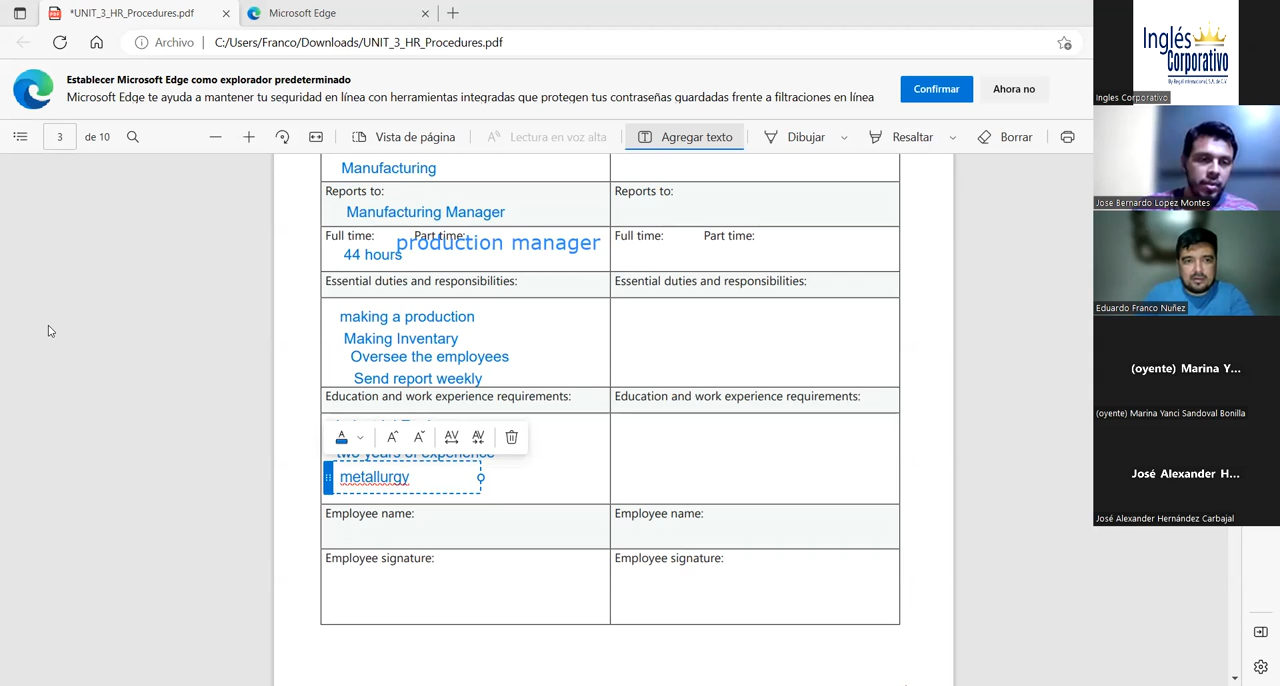 *UNIT_3_HR_Procedures.pdf
Microsoft Edge
Archivo
C:/Users/Franco/Downloads/UNIT_3_HR_Procedures.pdf
Establecer Microsoft Edge como explorador predeterminado
Microsoft Edge te ayuda a mantener tu seguridad en línea con herramientas integradas que protegen tus contraseñas guardadas frente a filtraciones en línea
Confirmar
Ahora no
3
de 10
Vista de página
Lectura en voz alta
Agregar texto
Dibujar
Resaltar
Borrar
Manufacturing
Reports to:
Reports to:
Manufacturing Manager
Full time:
Part time:
Full time:
Part time:
production manager
44 hours
Essential duties and responsibilities:
Essential duties and responsibilities:
making a production
Making Inventory
Oversee the employees
Send report weekly
Education and work experience requirements:
Education and work experience requirements:
two years of experience
metallurgy
Employee name:
Employee name:
Employee signature:
Employee signature:
Inglés
Corporativo
Ingles Corporativo
Jose Bernardo Lopez Montes
Eduardo Franco Nuñez
(oyente) Marina Y...
(oyente) Marina Yanci Sandoval Bonilla
José Alexander H...
José Alexander Hernández Carbajal